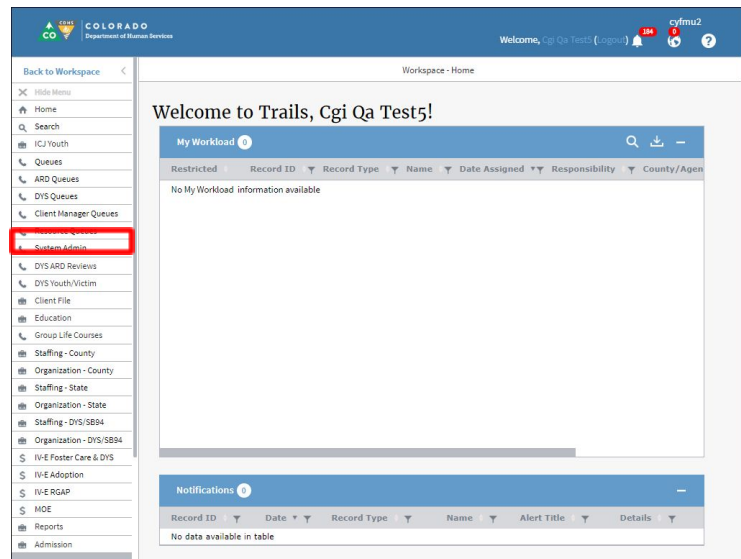 cyfmu2
COLORADO
CO
CDHS
Department of Human Services
Welcome, Cgi Qa Test5 (Logout)
184
0
?
Back to Workspace
Workspace - Home
Hide Menu
Home
Search
ICJ Youth
Queues
ARD Queues
DYS Queues
Client Manager Queues
Resource Queues
System Admin
DYS ARD Reviews
DYS Youth/Victim
Client File
Education
Group Life Courses
Staffing - County
Organization - County
Staffing - State
Organization - State
Staffing - DYS/SB94
Organization - DYS/SB94
IV-E Foster Care & DYS
IV-E Adoption
IV-E RGAP
MOE
Reports
Admission
Welcome to Trails, Cgi Qa Test5!
My Workload 0
Restricted Record ID Record Type Name Date Assigned Responsibility County/Agen
No My Workload information available
Notifications 0
Record ID Date Record Type Name Alert Title Details
No data available in table